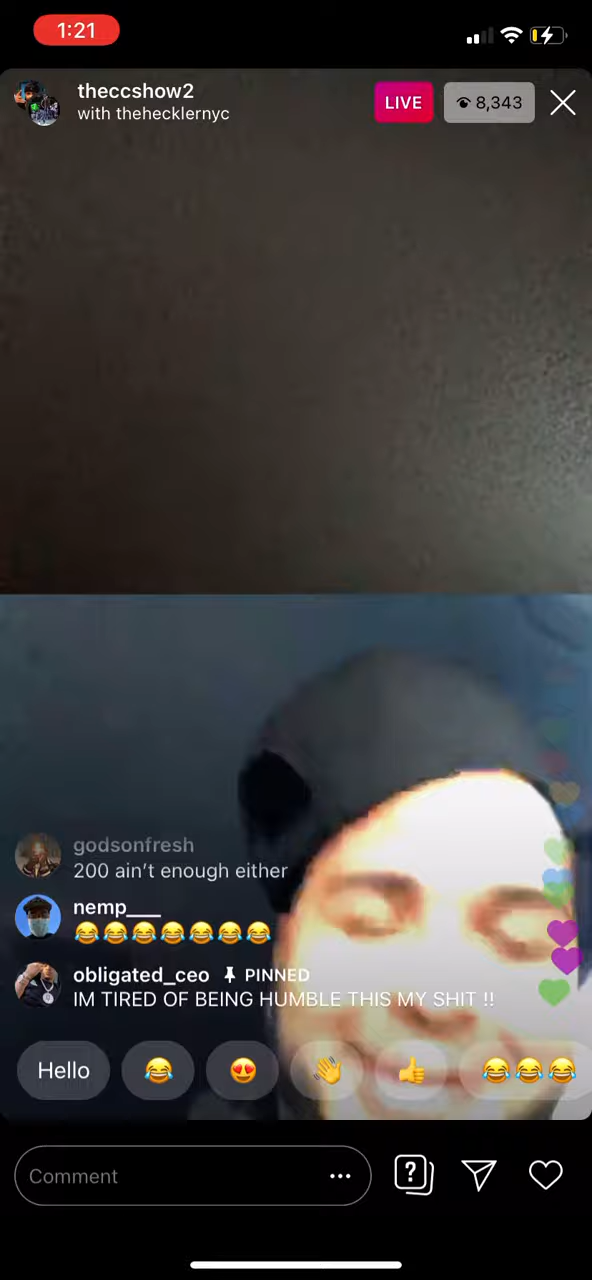 1:21
theccshow2
with thehecklernyc
LIVE
8,343
godsonfresh
200 ain't enough either
nemp___
😂😂😂😂😂😂😂
obligated_ceo PINNED
IM TIRED OF BEING HUMBLE THIS MY SHIT !!
Hello 😂 😍 👋 👍 😂😂😂
Comment